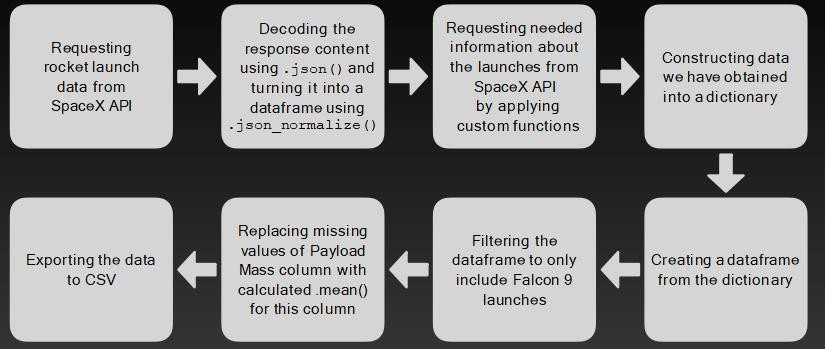 Requesting
rocket launch
data from
SpaceX API
Decoding the
response content
using .json() and
turning it into a
dataframe using
.json_normalize()
Requesting needed
information about
the launches from
SpaceX API
by applying
custom functions
Constructing data
we have obtained
into a dictionary
Creating a dataframe
from the dictionary
Filtering the
dataframe to only
include Falcon 9
launches
Replacing missing
values of Payload
Mass column with
calculated .mean()
for this column
Exporting the data
to CSV